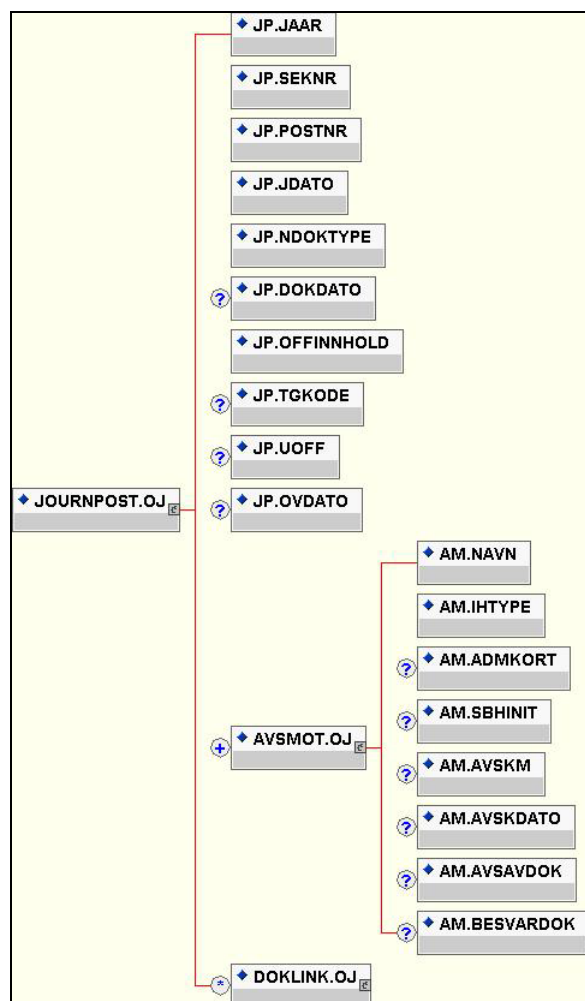 JP.JAAR
JP.SEKNR
JP.POSTNR
JP.JDATO
JP.NDOKTYPE
? JP.DOKDATO
JP.OFFINNHOLD
? JP.TGKODE
? JP.UOFF
JOURNPOST.OJ
? JP.OVDATO
AM.NAVN
AM.IHTYPE
? AM.ADMKORT
? AM.SBHINIT
+ AVSMOT.OJ
? AM.AVSKM
? AM.AVSKDATO
? AM.AVSAVDOK
? AM.BESVARDOK
* DOKLINK.OJ